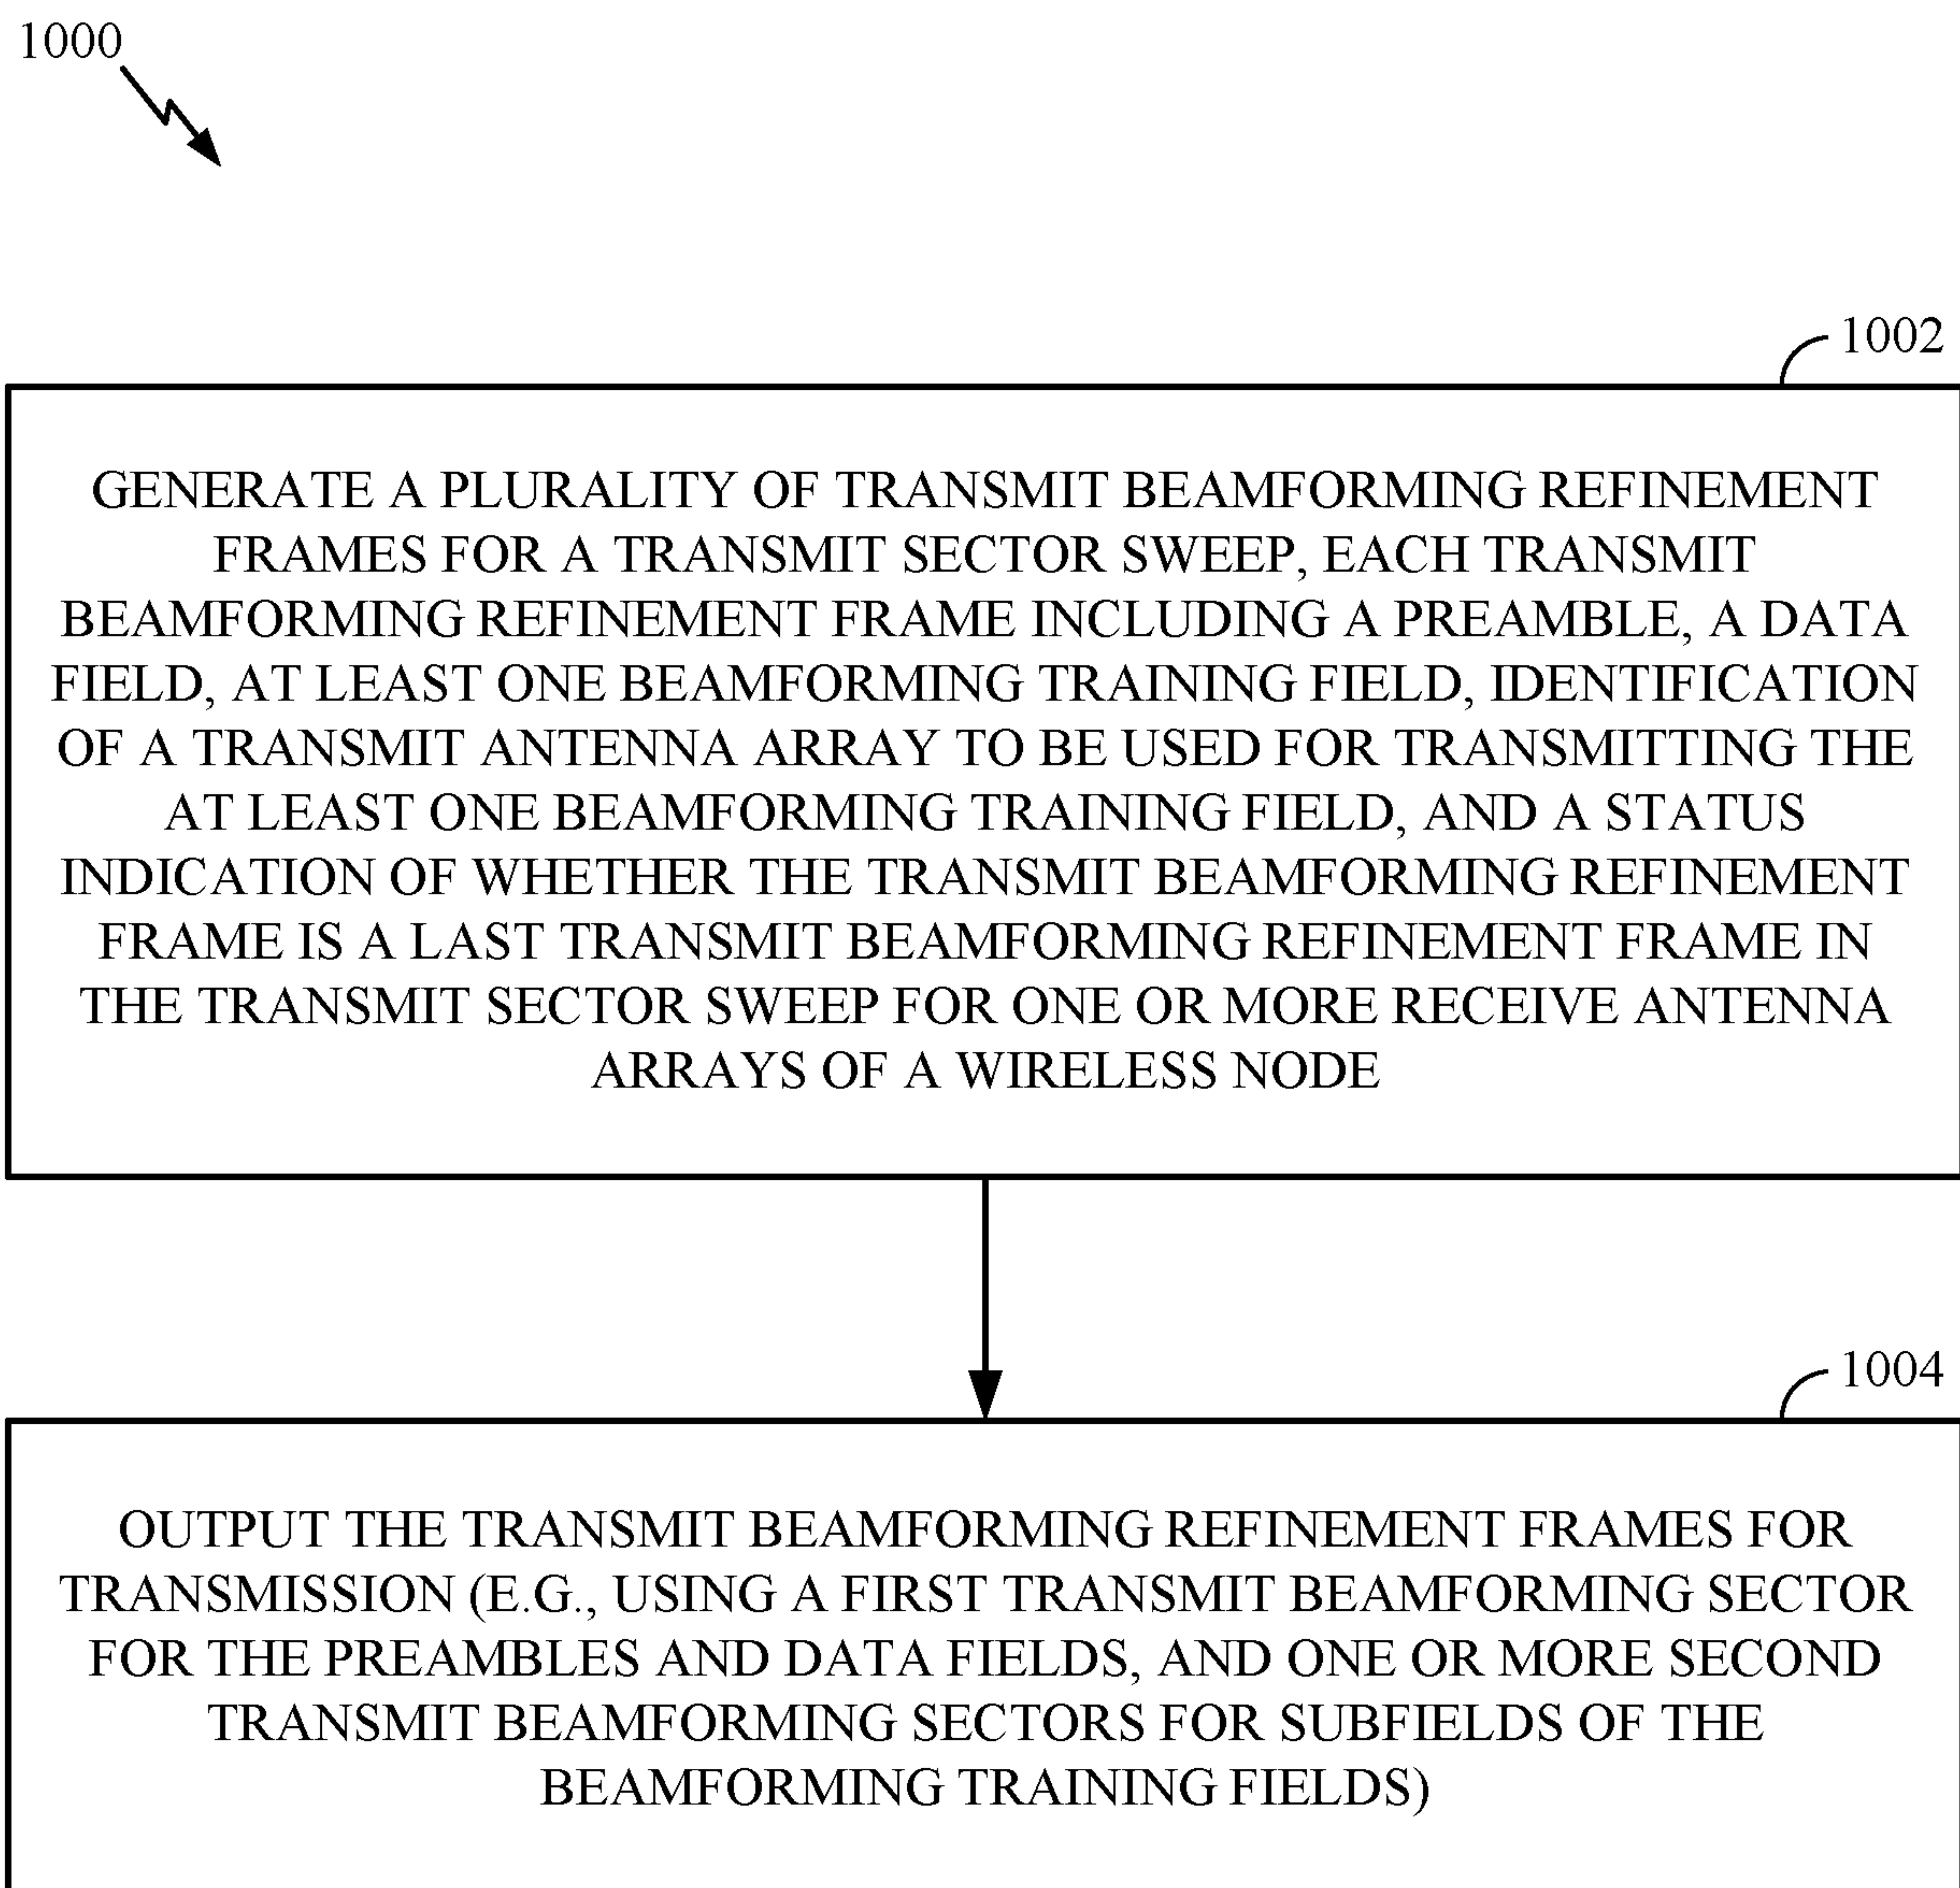 1000
1002
GENERATE A PLURALITY OF TRANSMIT BEAMFORMING REFINEMENT
FRAMES FOR A TRANSMIT SECTOR SWEEP, EACH TRANSMIT
BEAMFORMING REFINEMENT FRAME INCLUDING A PREAMBLE, A DATA
FIELD, AT LEAST ONE BEAMFORMING TRAINING FIELD, IDENTIFICATION
OF A TRANSMIT ANTENNA ARRAY TO BE USED FOR TRANSMITTING THE
AT LEAST ONE BEAMFORMING TRAINING FIELD, AND A STATUS
INDICATION OF WHETHER THE TRANSMIT BEAMFORMING REFINEMENT
FRAME IS A LAST TRANSMIT BEAMFORMING REFINEMENT FRAME IN
THE TRANSMIT SECTOR SWEEP FOR ONE OR MORE RECEIVE ANTENNA
ARRAYS OF A WIRELESS NODE
1004
OUTPUT THE TRANSMIT BEAMFORMING REFINEMENT FRAMES FOR
TRANSMISSION (E.G., USING A FIRST TRANSMIT BEAMFORMING SECTOR
FOR THE PREAMBLES AND DATA FIELDS, AND ONE OR MORE SECOND
TRANSMIT BEAMFORMING SECTORS FOR SUBFIELDS OF THE
BEAMFORMING TRAINING FIELDS)